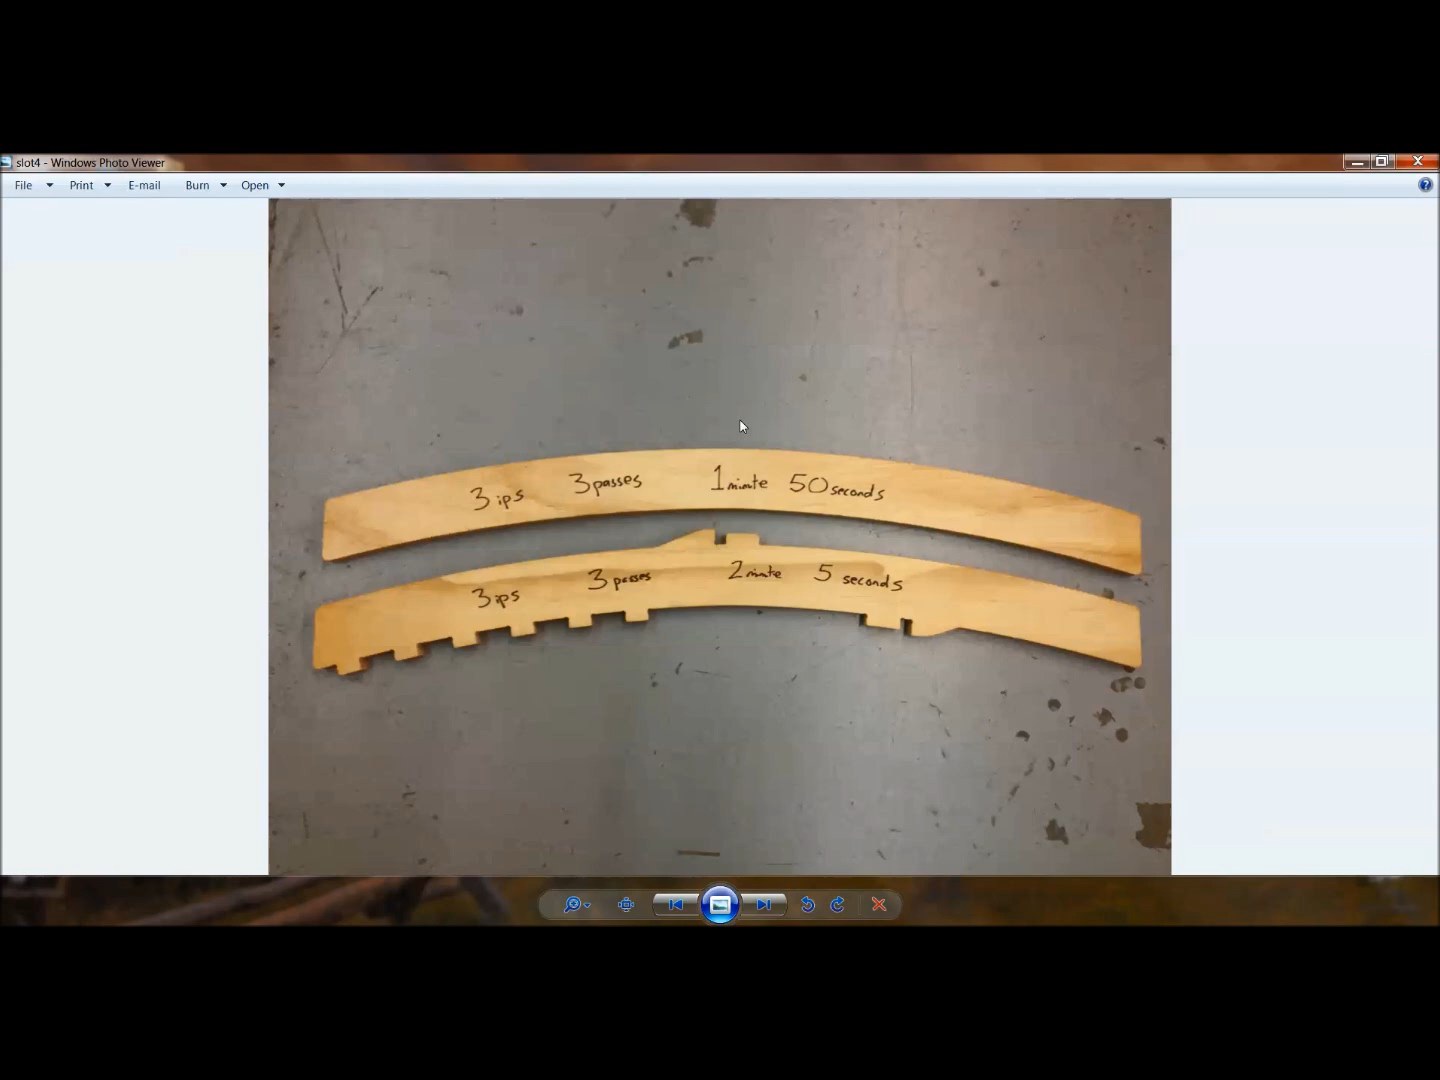 slot4 - Windows Photo Viewer
File Print E-mail Burn Open
3 ips 3 passes 1 minute 50 seconds
3 ips 3 passes 2 minute 5 seconds